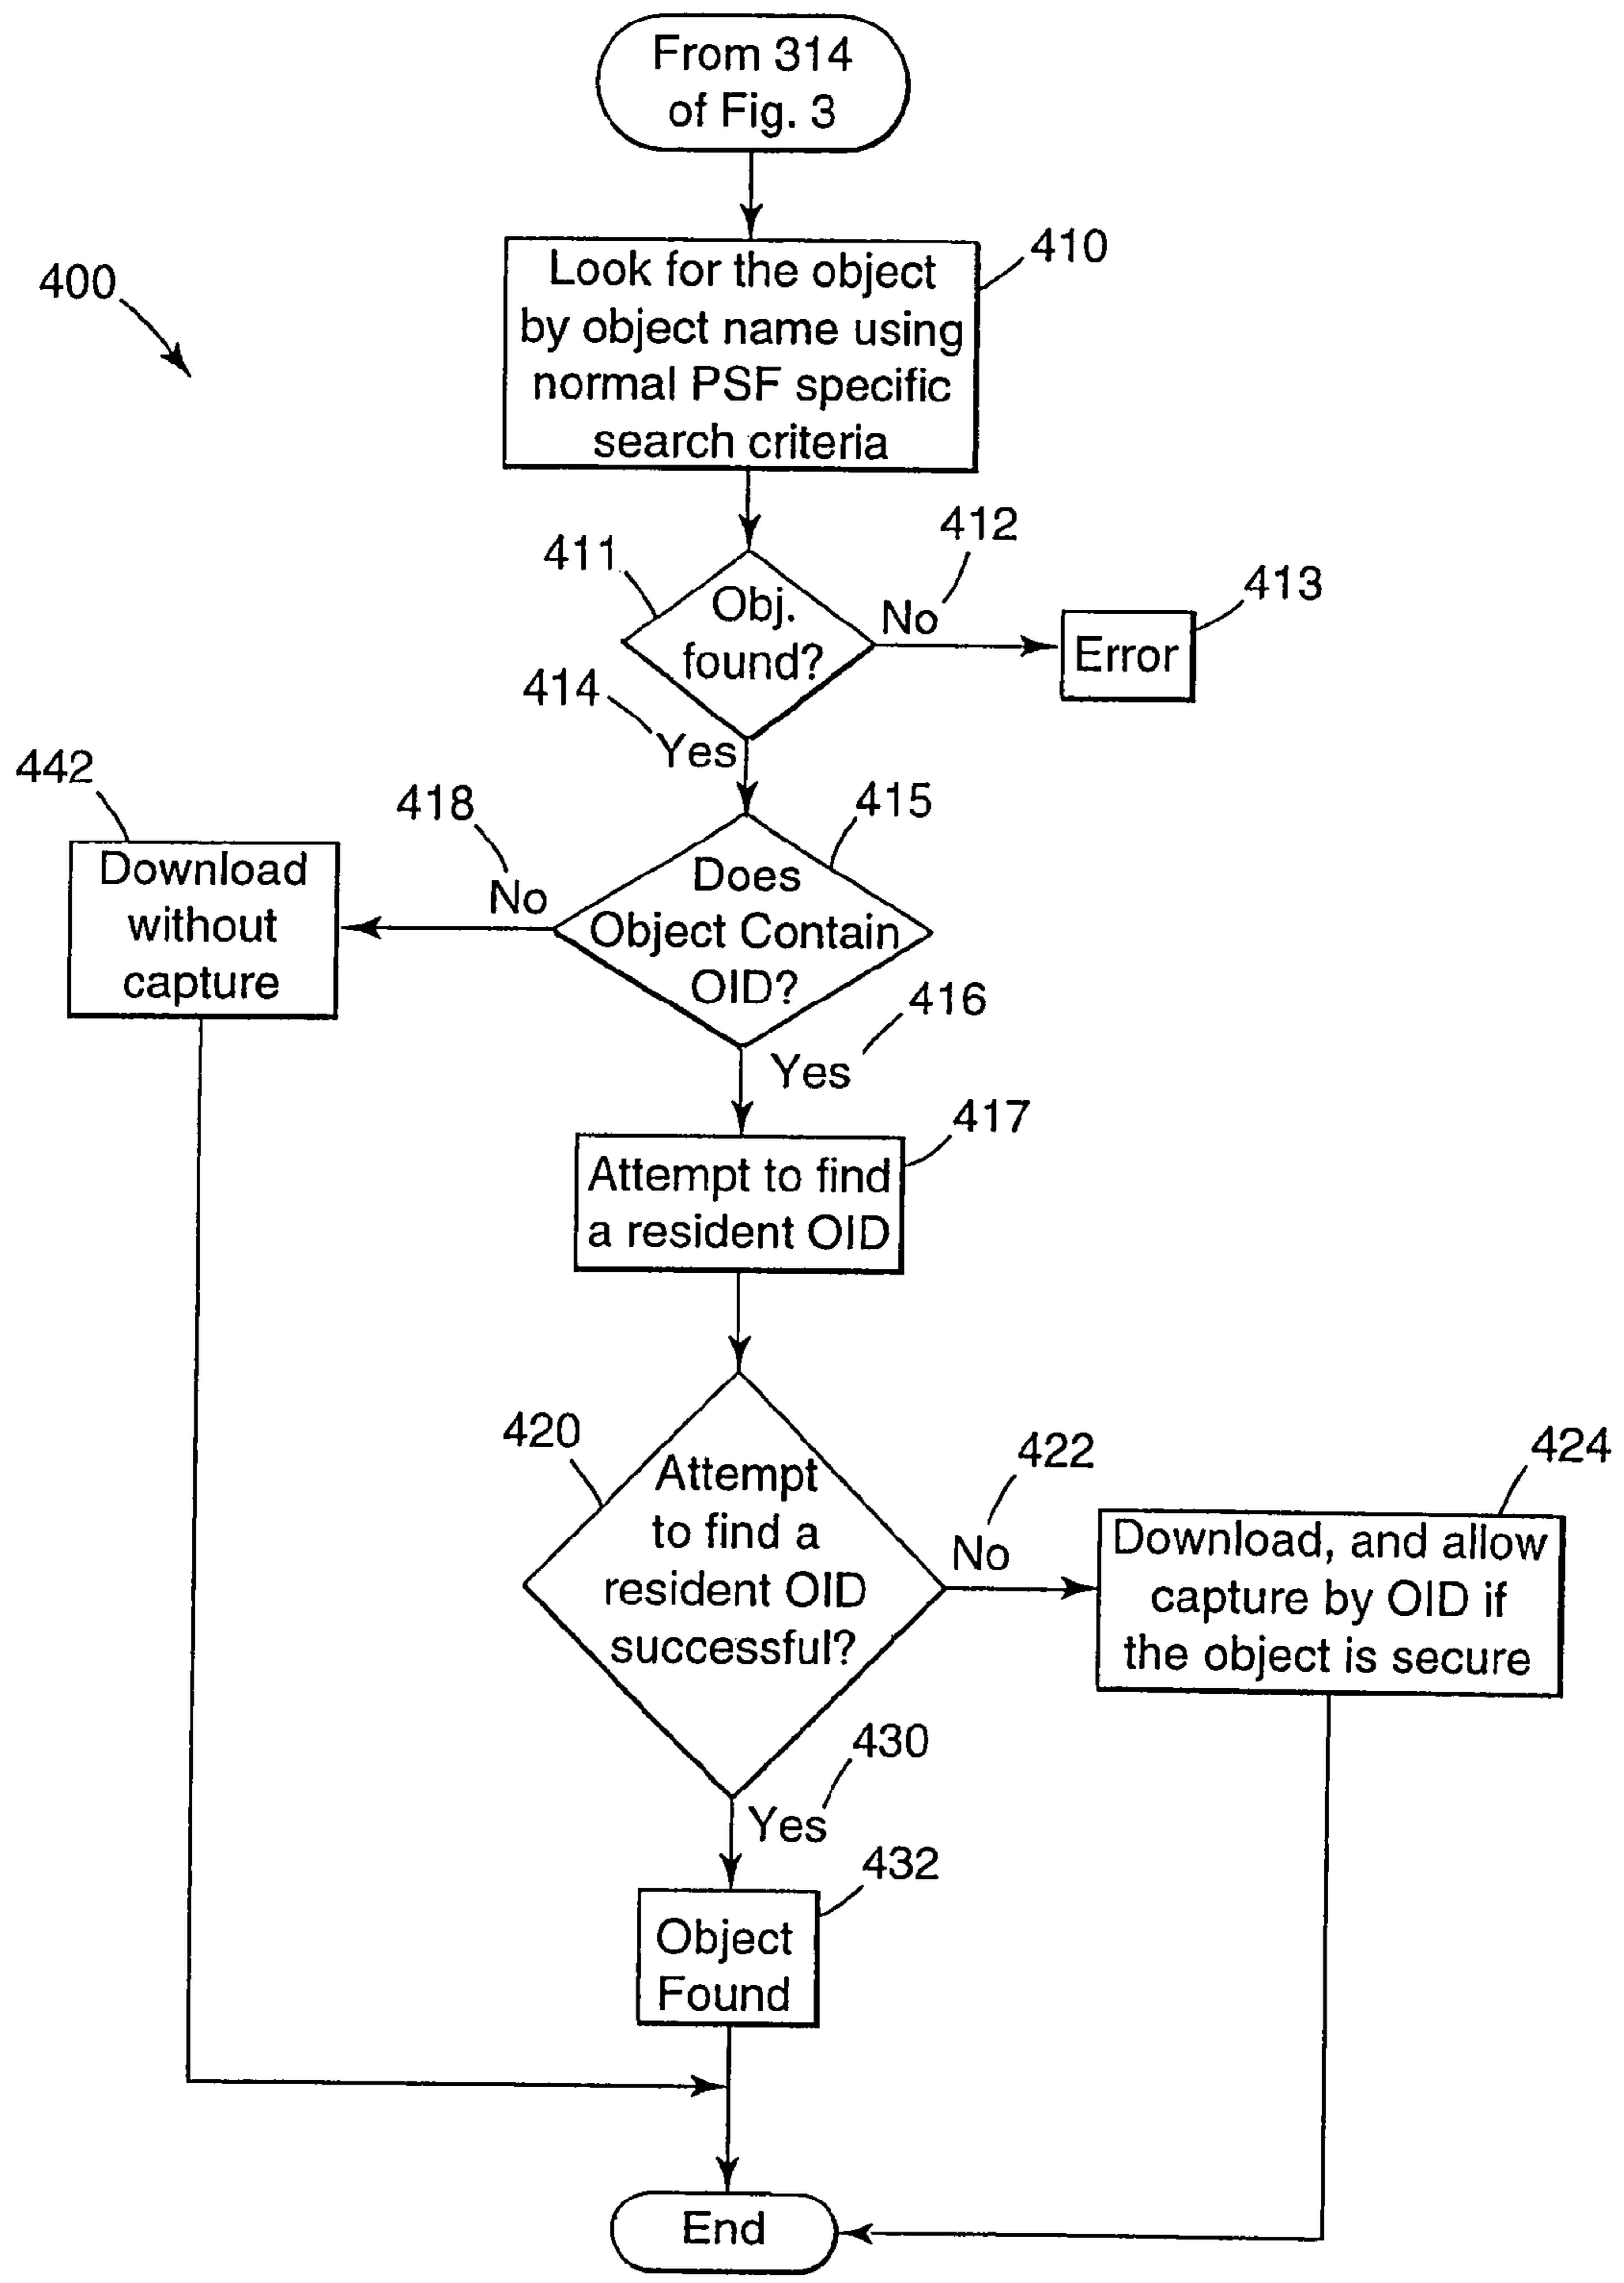 From 314
of Fig. 3
400
410
Look for the object
by object name using
normal PSF specific
search criteria
411
412
Obj.
found?
No
413
Error
414
Yes
442
418
415
Download
without
capture
No
Does
Object Contain
OID?
416
Yes
417
Attempt to find
a resident OID
420
422
424
Attempt
to find a
resident OID
successful?
No
Download, and allow
capture by OID if
the object is secure
430
Yes
432
Object
Found
End